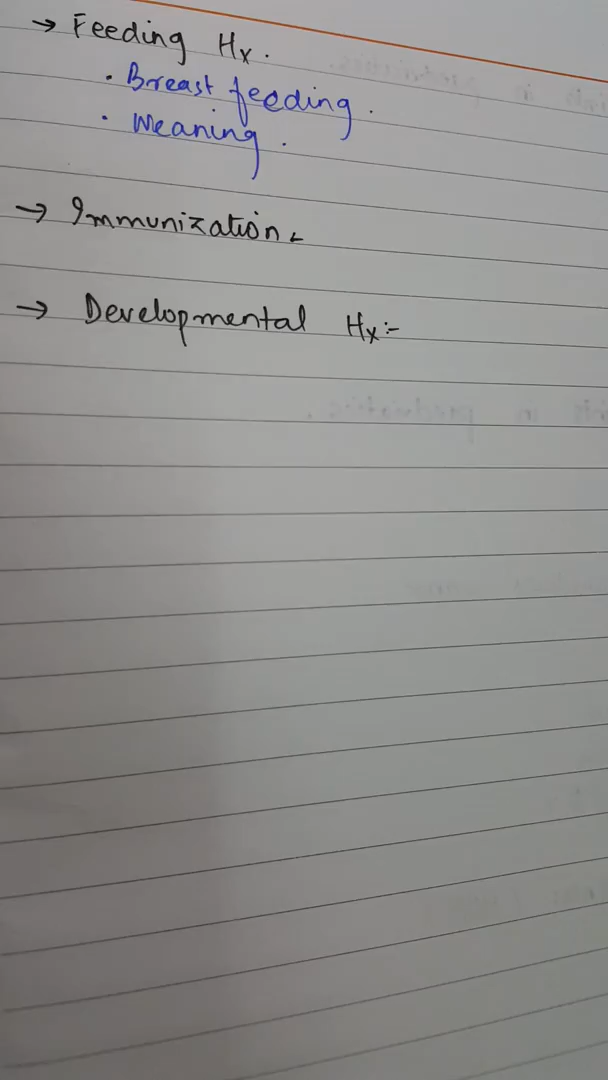 → Feeding Hx.
• Breast feeding.
• Weaning.
→ Immunization.
→ Developmental Hx:-